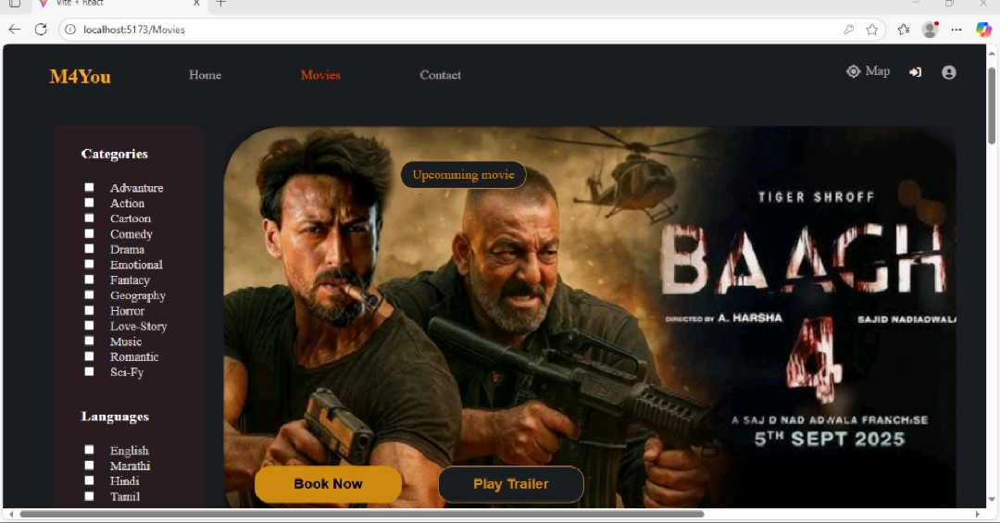 Vite + React
localhost:5173/Movies
M4You
Home
Movies
Contact
Map
Categories
Advanture
Action
Cartoon
Comedy
Drama
Emotional
Fantacy
Geography
Horror
Love-Story
Music
Romantic
Sci-Fy
Languages
English
Marathi
Hindi
Tamil
Upcomming movie
TIGER SHROFF
BAAGH
DIRECTED BY A. HARSHA
SAJID NADIADWALA
4
A SAJID NADIADWALA FRANCHISE
5TH SEPT 2025
Book Now
Play Trailer